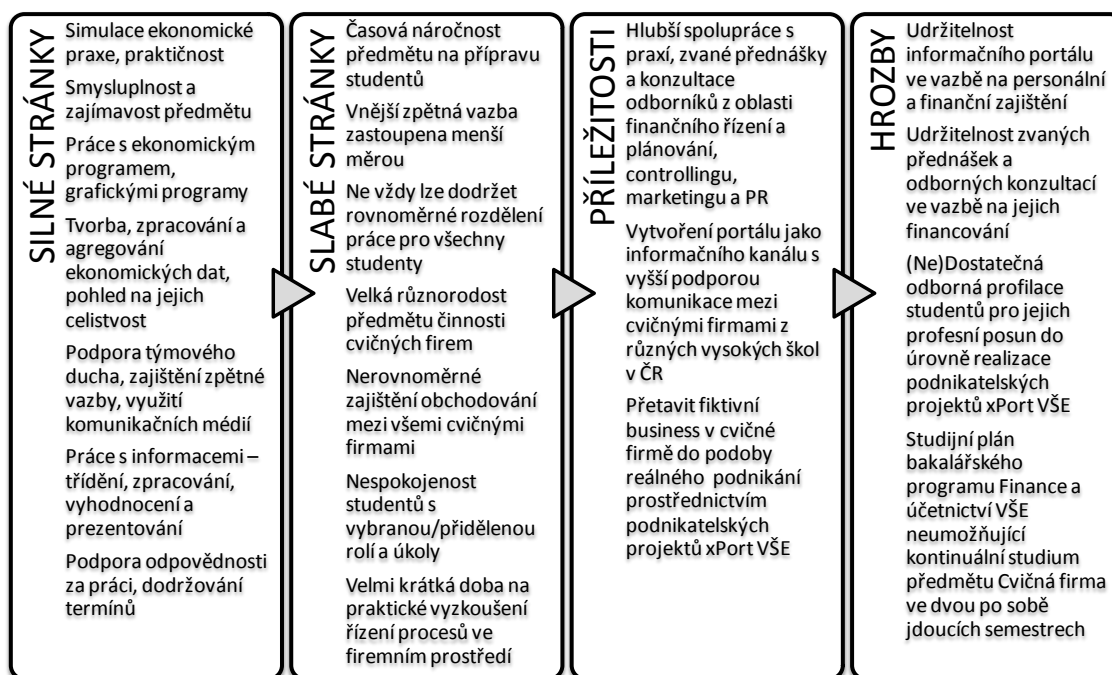 SILNÉ STRÁNKY
Simulace ekonomické
praxe, praktičnost
Smysluplnost a
zajímavost předmětu
Práce s ekonomickým
programem,
grafickými programy
Tvorba, zpracování a
agregování
ekonomických dat,
pohled na jejich
celistvost
Podpora týmového
ducha, zajištění zpětné
vazby, využití
komunikačních médií
Práce s informacemi –
třídění, zpracování,
vyhodnocení a
prezentování
Podpora odpovědnosti
za práci, dodržování
termínů
SLABÉ STRÁNKY
Časová náročnost
předmětu na přípravu
studentů
Vnější zpětná vazba
zastoupena menší
měrou
Ne vždy lze dodržet
rovnoměrné rozdělení
práce pro všechny
studenty
Velká různorodost
předmětu činnosti
cvičných firem
Nerovnoměrné
zajištění obchodování
mezi všemi cvičnými
firmami
Nespokojenost
studentů s
vybranou/přidělenou
rolí a úkoly
Velmi krátká doba na
praktické vyzkoušení
řízení procesů ve
firemním prostředí
PŘÍLEŽITOSTI
Hlubší spolupráce s
praxí, zvané přednášky
a konzultace
odborníků z oblasti
finančního řízení a
plánování,
controllingu,
marketingu a PR
Vytvoření portálu jako
informačního kanálu s
vyšší podporou
komunikace mezi
cvičnými firmami z
různých vysokých škol
v ČR
Přetavit fiktivní
business v cvičné
firmě do podoby
reálného podnikání
prostřednictvím
podnikatelských
projektů xPort VŠE
HROZBY
Udržitelnost
informačního portálu
ve vazbě na personální
a finanční zajištění
Udržitelnost zvaných
přednášek a
odborných konzultací
ve vazbě na jejich
financování
(Ne)Dostatečná
odborná profilace
studentů pro jejich
profesní posun do
úrovně realizace
podnikatelských
projektů xPort VŠE
Studijní plán
bakalářského
programu Finance a
účetnictví VŠE
neumožňující
kontinuální studium
předmětu Cvičná firma
ve dvou po sobě
jdoucích semestrech